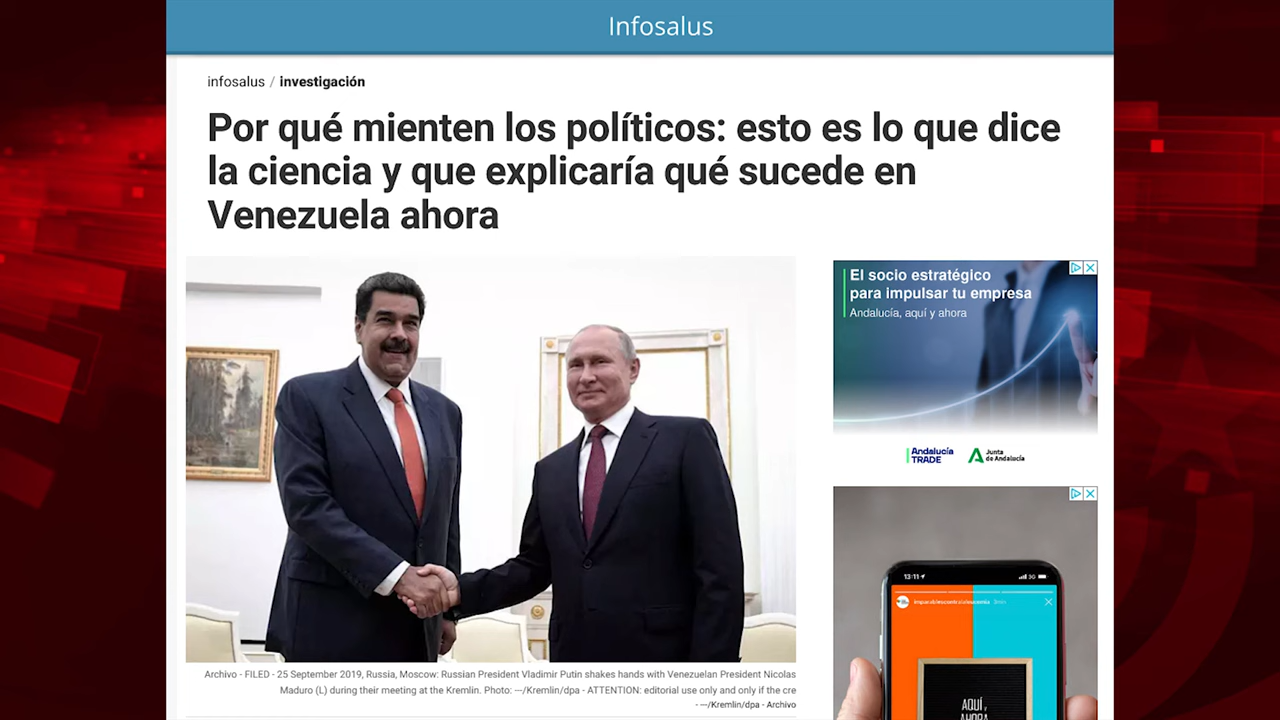 Infosalus
infosalus / investigación
Por qué mienten los políticos: esto es lo que dice
la ciencia y que explicaría qué sucede en
Venezuela ahora
El socio estratégico
para impulsar tu empresa
Andalucía, aquí y ahora
Andalucía
TRADE
Junta
de Andalucía
13:11
3G
Archivo - FILED - 25 September 2019, Russia, Moscow: Russian President Vladimir Putin shakes hands with Venezuelan President Nicolas
Maduro (L) during their meeting at the Kremlin. Photo: ---/Kremlin/dpa - ATTENTION: editorial use only and only if the cre
- ---/Kremlin/dpa - Archivo
AQUÍ Y
AHORA